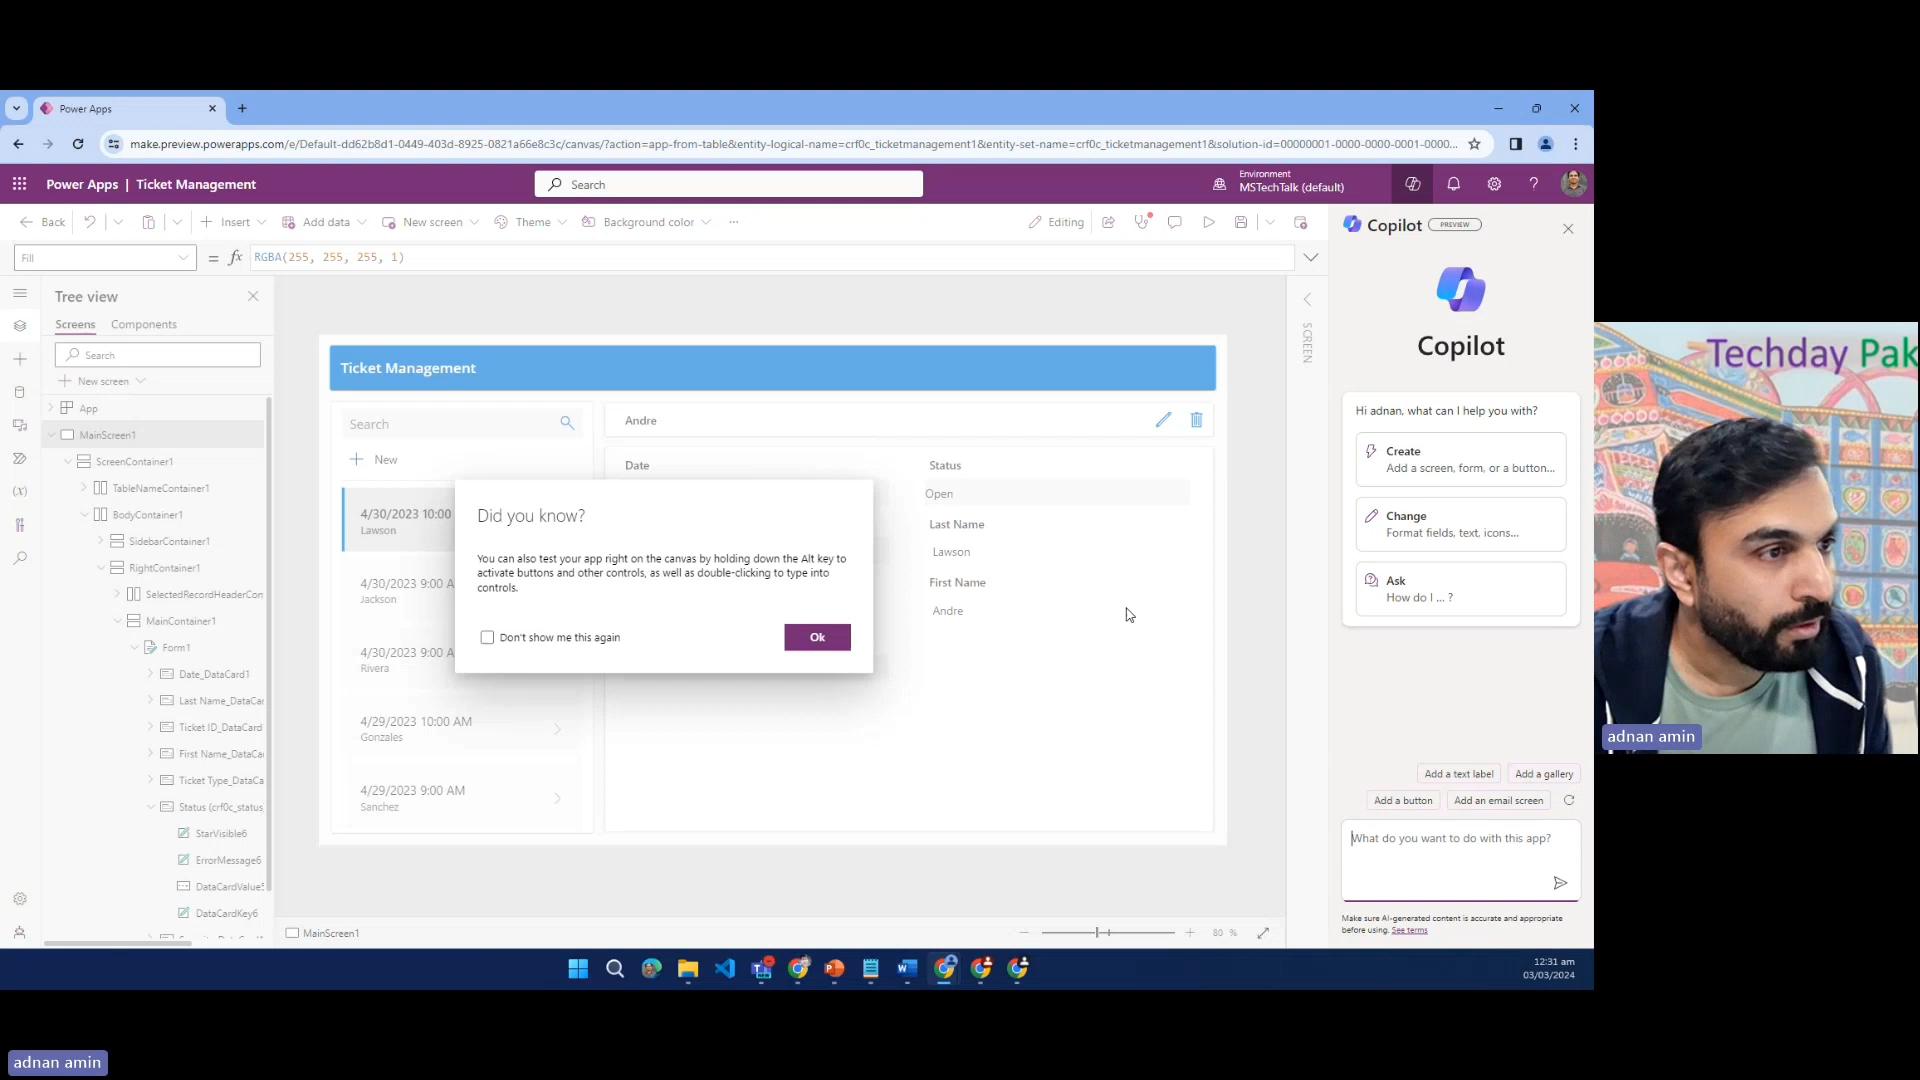 Power Apps
make.preview.powerapps.com/e/Default-dd62b8d1-0449-403d-8925-0821a66e8c3c/canvas/?action=app-from-table&entity-logical-name=crf0c_ticketmanagement1&entity-set-name=crf0c_ticketmanagement1&solution-id=00000001-0000-0000-0001-0000...
Power Apps | Ticket Management
Search
Environment
MSTechTalk (default)
Back
Insert
Add data
New screen
Theme
Background color
Editing
Copilot PREVIEW
Fill
= fx RGBA(255, 255, 255, 1)
Tree view
Screens Components
Search
New screen
App
MainScreen1
ScreenContainer1
TableNameContainer1
BodyContainer1
SidebarContainer1
RightContainer1
SelectedRecordHeaderCon
MainContainer1
Form1
Date_DataCard1
Last Name_DataCar
Ticket ID_DataCard
First Name_DataCa
Ticket Type_DataCa
Status (crf0c_status
StarVisible6
ErrorMessage6
DataCardValue5
DataCardKey6
Ticket Management
Search
New
4/30/2023 10:00
Lawson
4/30/2023 9:00 A
Jackson
4/30/2023 9:00 A
Rivera
4/29/2023 10:00 AM
Gonzales
4/29/2023 9:00 AM
Sanchez
Andre
Date
Status
Open
Last Name
Lawson
First Name
Andre
Did you know?
You can also test your app right on the canvas by holding down the Alt key to
activate buttons and other controls, as well as double-clicking to type into
controls.
Don't show me this again
Ok
SCREEN
MainScreen1
80 %
Copilot
Hi adnan, what can I help you with?
Create
Add a screen, form, or a button...
Change
Format fields, text, icons...
Ask
How do I ... ?
Add a text label
Add a gallery
Add a button
Add an email screen
What do you want to do with this app?
Make sure AI-generated content is accurate and appropriate
before using. See terms
12:31 am
03/03/2024
Techday Pak
adnan amin
adnan amin